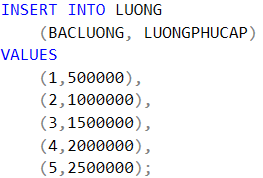 INSERT INTO LUONG
(BACLUONG, LUONGPHUCAP)
VALUES
(1,500000),
(2,1000000),
(3,1500000),
(4,2000000),
(5,2500000);